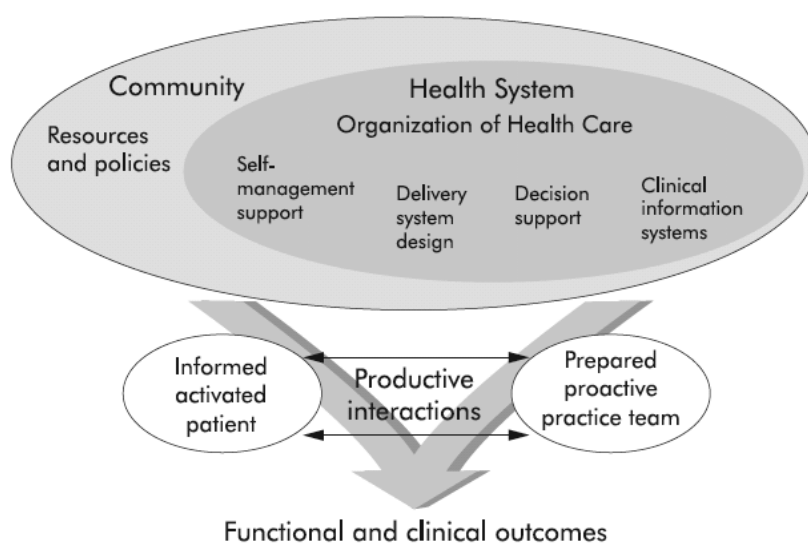 Community
Health System
Organization of Health Care
Resources
and policies
Self-
management
support
Delivery
system
design
Decision
support
Clinical
information
systems
Informed
activated
patient
Productive
interactions
Prepared
proactive
practice team
Functional and clinical outcomes